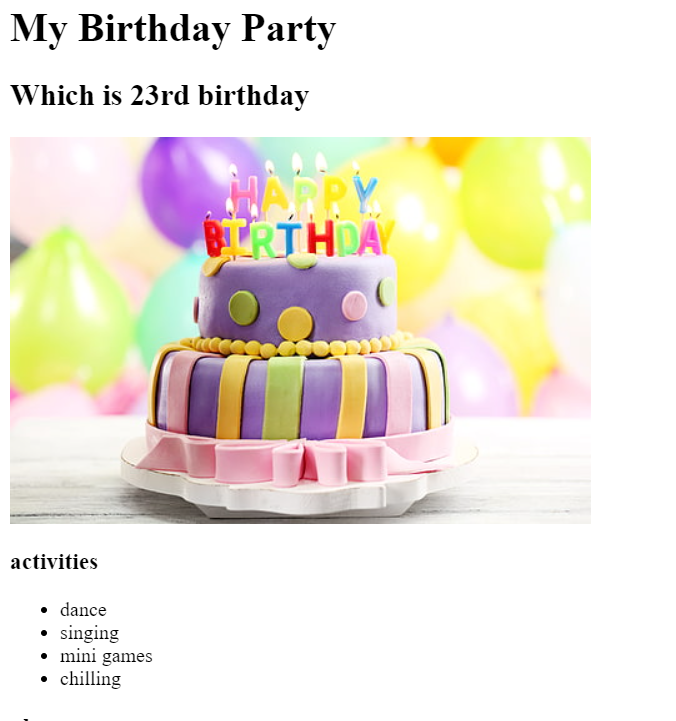 My Birthday Party
Which is 23rd birthday
HAPPY
BIRTHDAY
activities
dance
singing
mini games
chilling